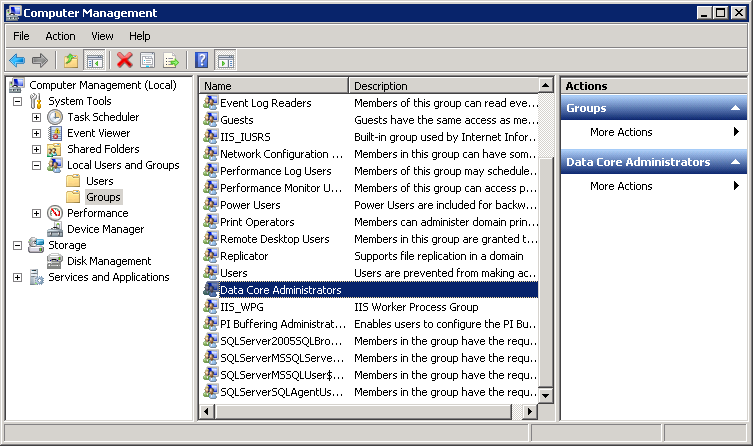 Computer Management
File Action View Help
Computer Management (Local)
System Tools
Task Scheduler
Event Viewer
Shared Folders
Local Users and Groups
Users
Groups
Performance
Device Manager
Storage
Disk Management
Services and Applications
Name Description
Event Log Readers Members of this group can read eve...
Guests Guests have the same access as me...
IIS_IUSRS Built-in group used by Internet Infor...
Network Configuration ... Members in this group can have som...
Performance Log Users Members of this group may schedule...
Performance Monitor U... Members of this group can access p...
Power Users Power Users are included for backw...
Print Operators Members can administer domain prin...
Remote Desktop Users Members in this group are granted t...
Replicator Supports file replication in a domain
Users Users are prevented from making ac...
Data Core Administrators
IIS_WPG IIS Worker Process Group
PI Buffering Administrat... Enables users to configure the PI Bu...
SQLServer2005SQLBro... Members in the group have the requ...
SQLServerMSSQLServe... Members in the group have the requ...
SQLServerMSSQLUser$... Members in the group have the requ...
SQLServerSQLAgentUs... Members in the group have the requ...
Actions
Groups
More Actions
Data Core Administrators
More Actions